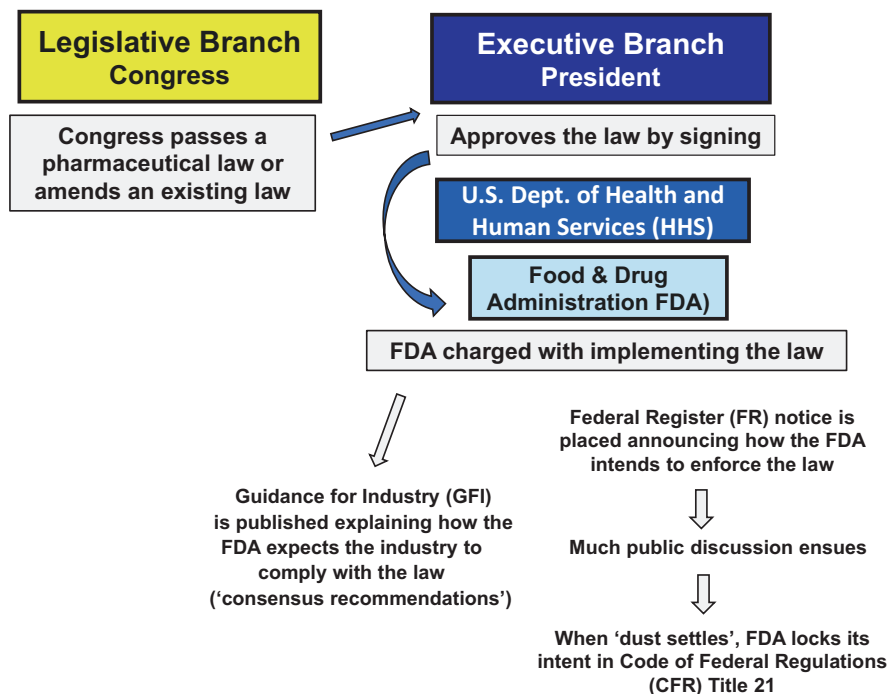 Legislative Branch
Congress
Executive Branch
President
Congress passes a
pharmaceutical law or
amends an existing law
Approves the law by signing
U.S. Dept. of Health and
Human Services (HHS)
Food & Drug
Administration FDA)
FDA charged with implementing the law
Guidance for Industry (GFI)
is published explaining how the
FDA expects the industry to
comply with the law
(‘consensus recommendations’)
Federal Register (FR) notice is
placed announcing how the FDA
intends to enforce the law
Much public discussion ensues
When ‘dust settles’, FDA locks its
intent in Code of Federal Regulations
(CFR) Title 21